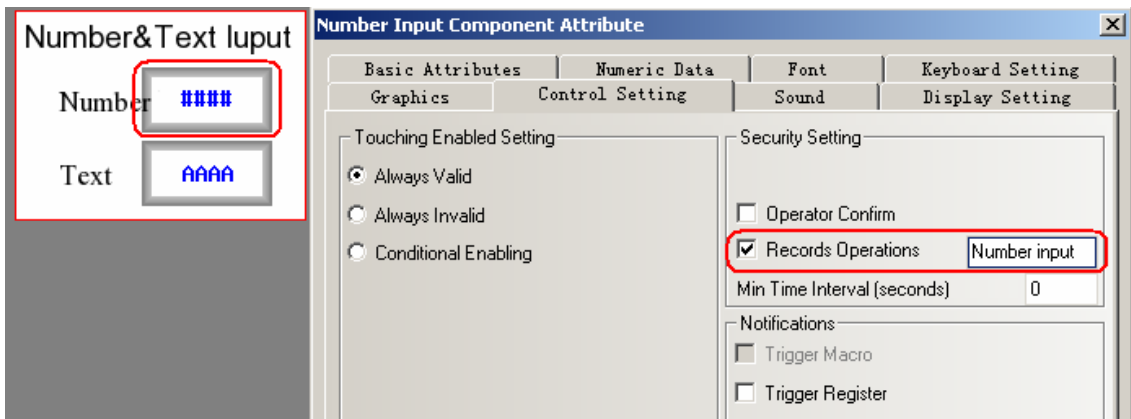 Number&Text Iuput
Number ####
Text AAAA
Number Input Component Attribute
Basic Attributes Numeric Data Font Keyboard Setting
Graphics Control Setting Sound Display Setting
Touching Enabled Setting
Always Valid
Always Invalid
Conditional Enabling
Security Setting
Operator Confirm
Records Operations Number input
Min Time Interval (seconds) 0
Notifications
Trigger Macro
Trigger Register